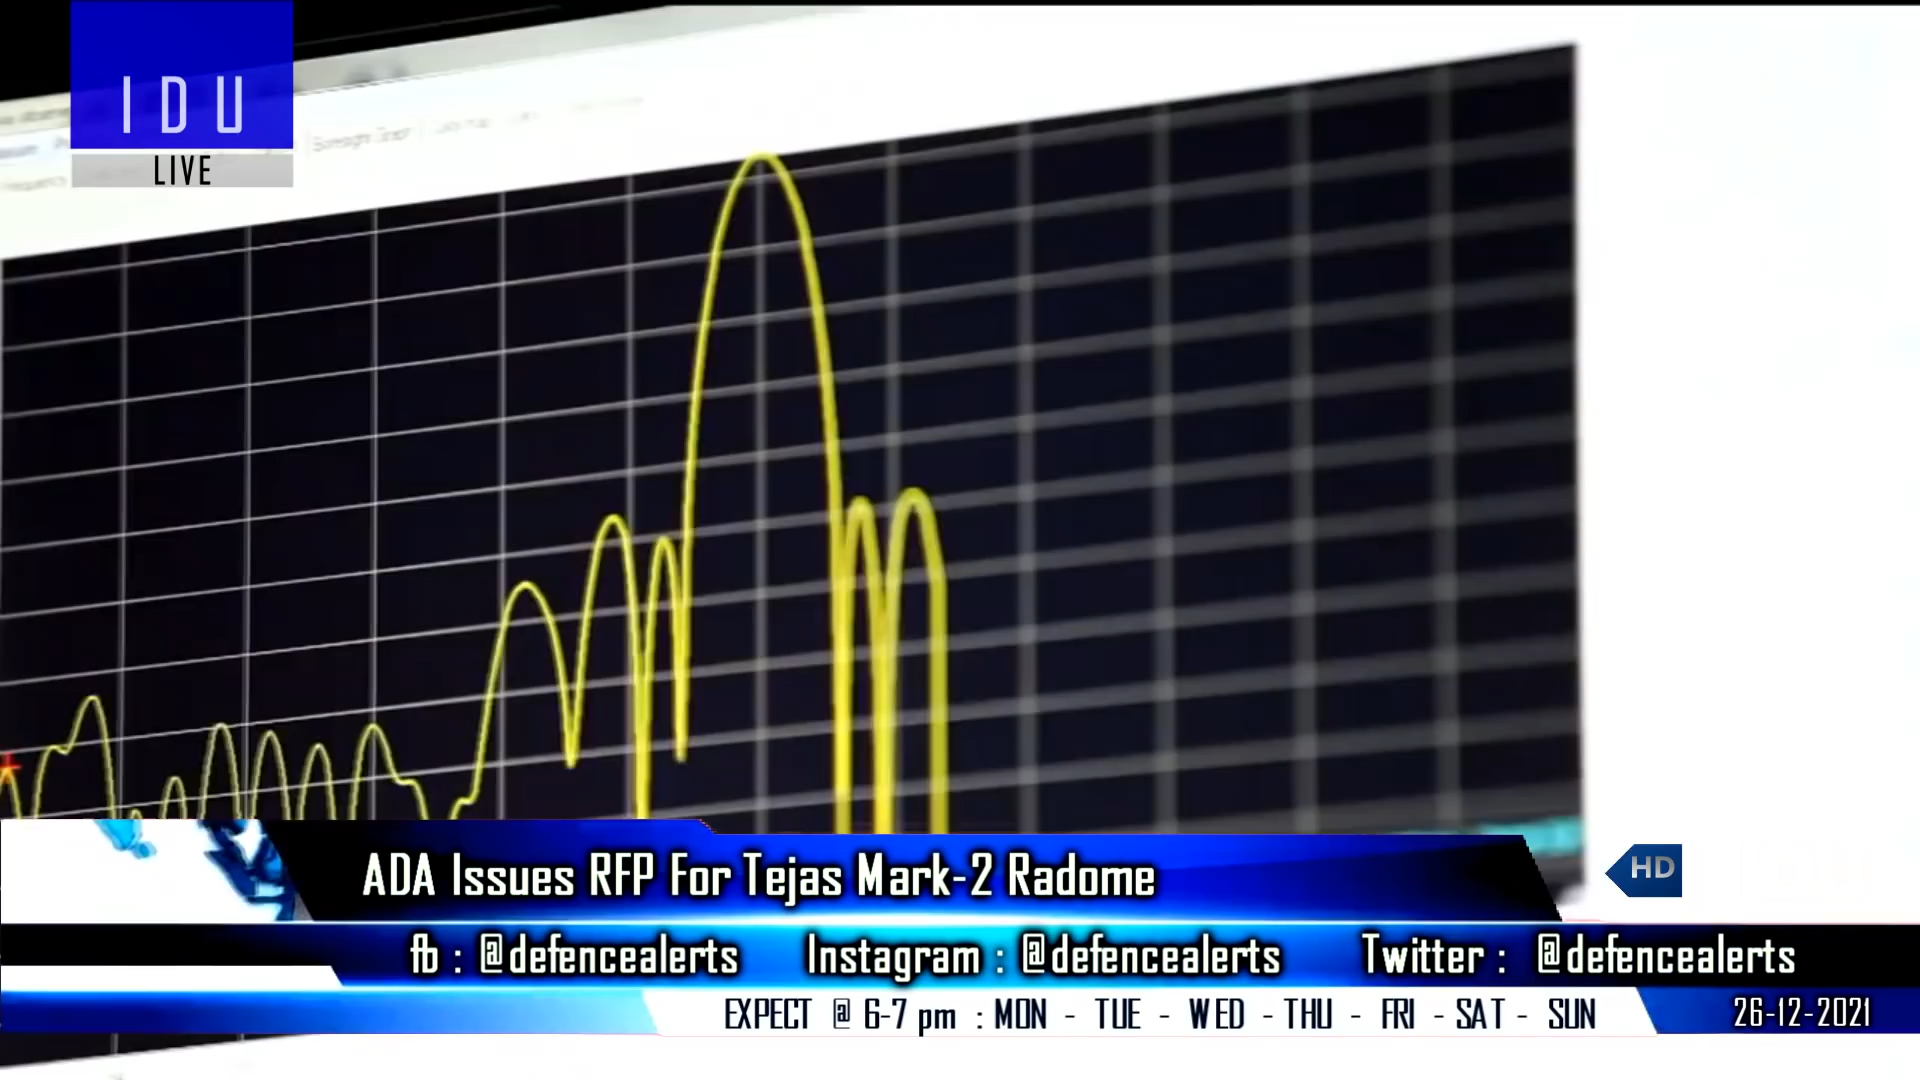 IDU
LIVE
ADA Issues RFP For Tejas Mark-2 Radome
HD
fb : @defencealerts Instagram : @defencealerts Twitter : @defencealerts
EXPECT @ 6-7 pm : MON - TUE - WED - THU - FRI - SAT - SUN 26-12-2021